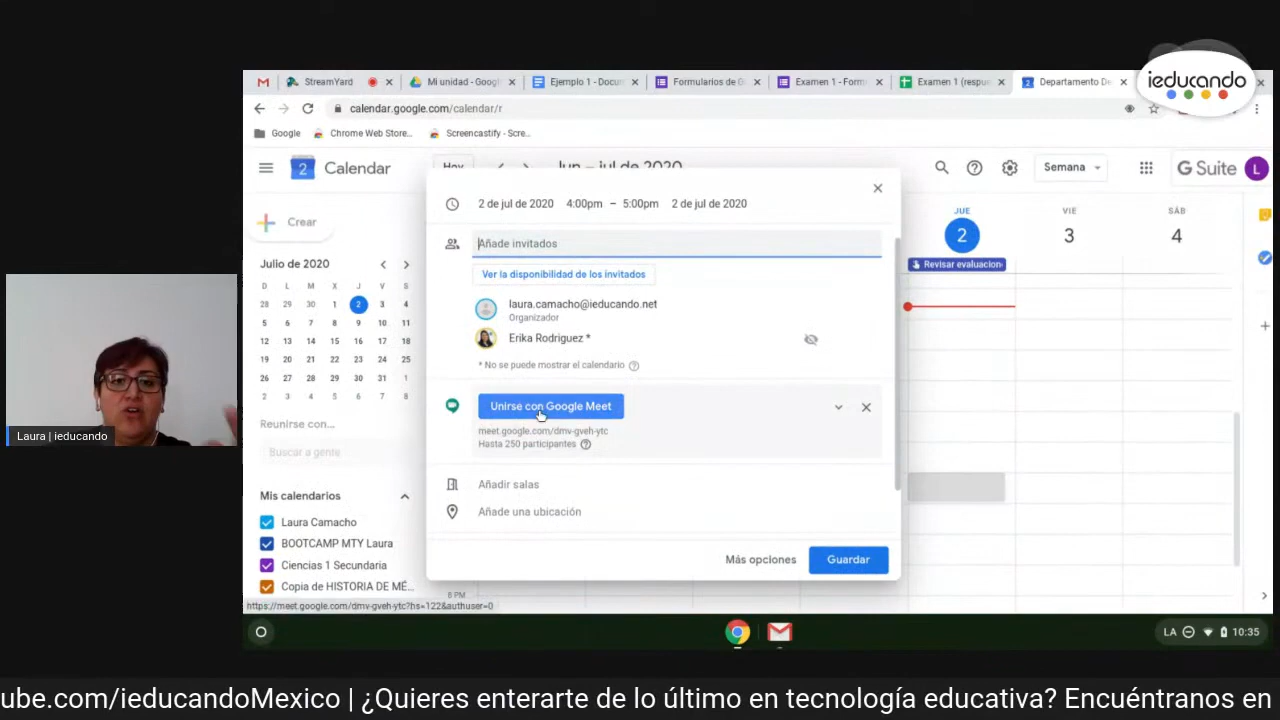 ieducando
StreamYard
Mi unidad - Googl
Ejemplo 1 - Docu
Formularios de G
Examen 1 - Form
Examen 1 (respu
Departamento De
calendar.google.com/calendar/r
Google
Chrome Web Store...
Screencastify - Scre...
2
Calendar
Hoy
jun – jul de 2020
Semana
G Suite
L
Crear
Julio de 2020
D L M X J V S
28 29 30 1 2 3 4
5 6 7 8 9 10 11
12 13 14 15 16 17 18
19 20 21 22 23 24 25
26 27 28 29 30 31 1
2 3 4 5 6 7 8
Reunirse con...
Buscar a gente
Mis calendarios
Laura Camacho
BOOTCAMP MTY Laura
Ciencias 1 Secundaria
Copia de HISTORIA DE MÉ...
2 de jul de 2020 4:00pm – 5:00pm 2 de jul de 2020
Añade invitados
Ver la disponibilidad de los invitados
laura.camacho@ieducando.net
Organizador
Erika Rodriguez *
* No se puede mostrar el calendario
Unirse con Google Meet
meet.google.com/dmv-gveh-ytc
Hasta 250 participantes
Añadir salas
Añade una ubicación
Más opciones
Guardar
JUE
2
VIE
3
SÁB
4
Revisar evaluacion
8 PM
https://meet.google.com/dmv-gveh-ytc?hs=122&authuser=0
LA
10:35
Laura | ieducando
ube.com/ieducandoMexico | ¿Quieres enterarte de lo último en tecnología educativa? Encuéntranos en